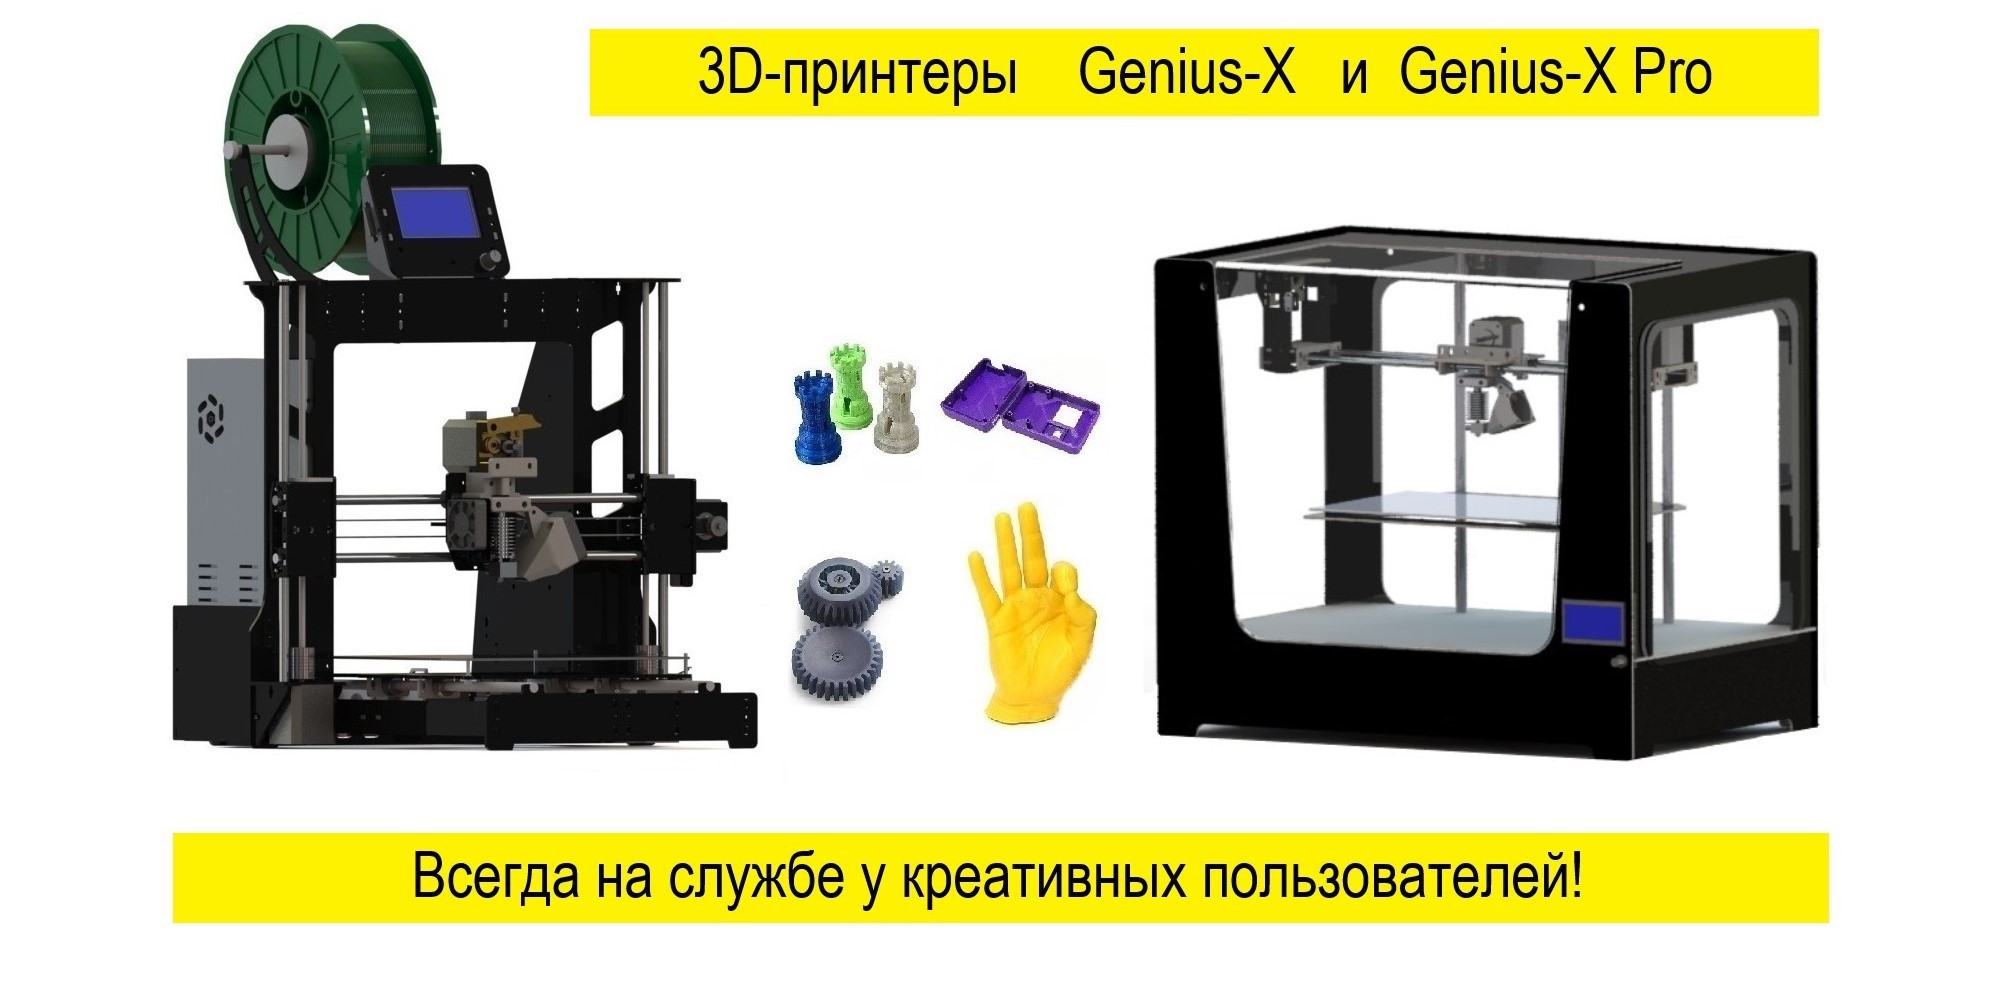 3D-принтеры Genius-X и Genius-X Pro
Всегда на службе у креативных пользователей!